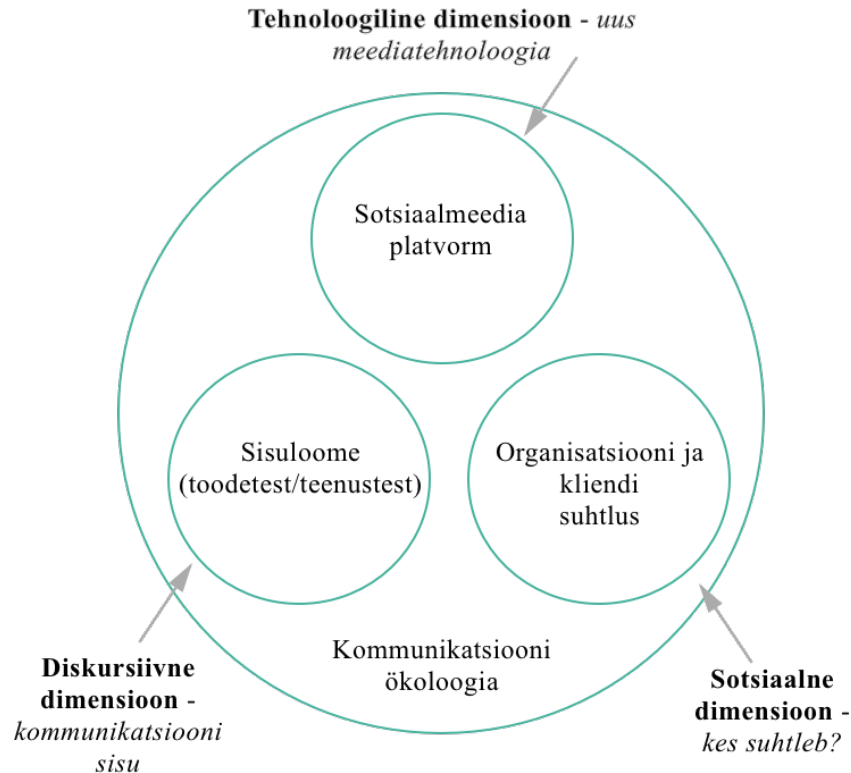 Tehnoloogiline dimensioon - uus
meediatehnoloogia
Sotsiaalmeedia
platvorm
Sisuloome
(toodetest/teenustest)
Organisatsiooni ja
kliendi
suhtlus
Kommunikatsiooni
ökoloogia
Diskursiivne
dimensioon -
kommunikatsiooni
sisu
Sotsiaalne
dimensioon -
kes suhtleb?